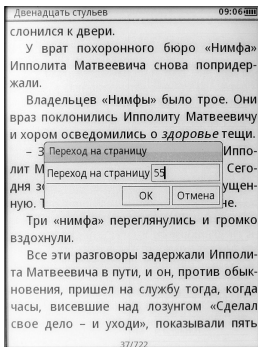 Двенадцать стульев 09:06
слонился к двери.
У врат похоронного бюро «Нимфа»
Ипполита Матвеевича снова попридер-
жали.
Владельцев «Нимфы» было трое. Они
враз поклонились Ипполиту Матвеевичу
и хором осведомились о здоровье тещи.
– З
Иппо-
Переход на страницу
лит М
Сего-
Переход на страницу 55
дня
ущен-
OK Отмена
ную. Т
не.
Три «нимфа» переглянулись и громко
вздохнули.
Все эти разговоры задержали Ипполи-
та Матвеевича в пути, и он, против обык-
новения, пришел на службу тогда, когда
часы, висевшие над лозунгом «Сделал
свое дело – и уходи», показывали пять
37/722